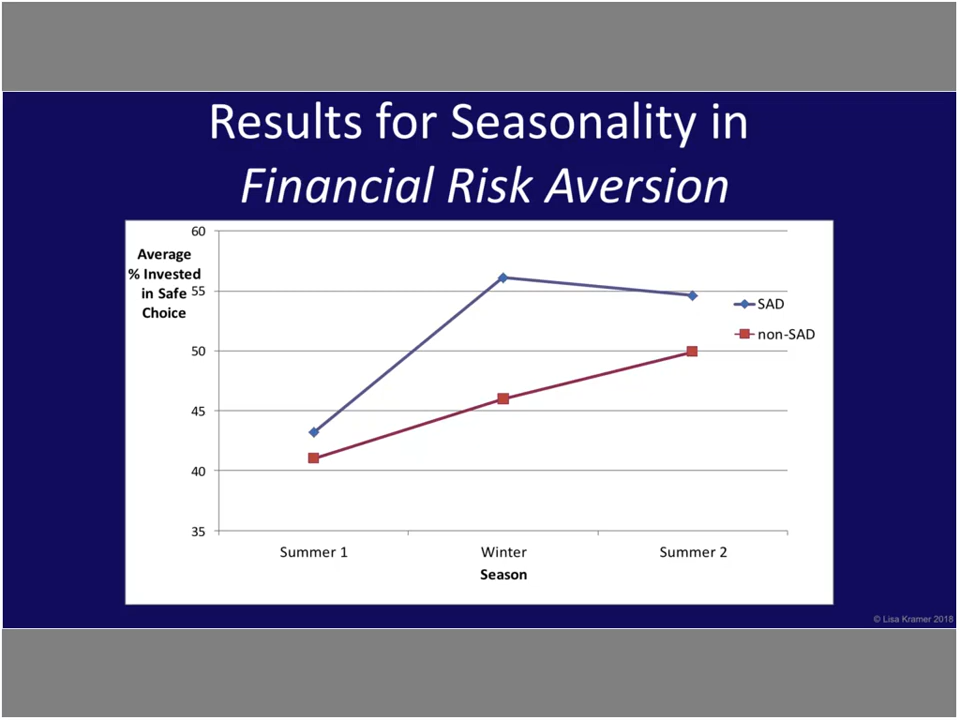 Results for Seasonality in
Financial Risk Aversion
Average
% Invested
in Safe
Choice
60
55
50
45
40
35
SAD
non-SAD
Summer 1
Winter
Summer 2
Season
© Lisa Kramer 2018